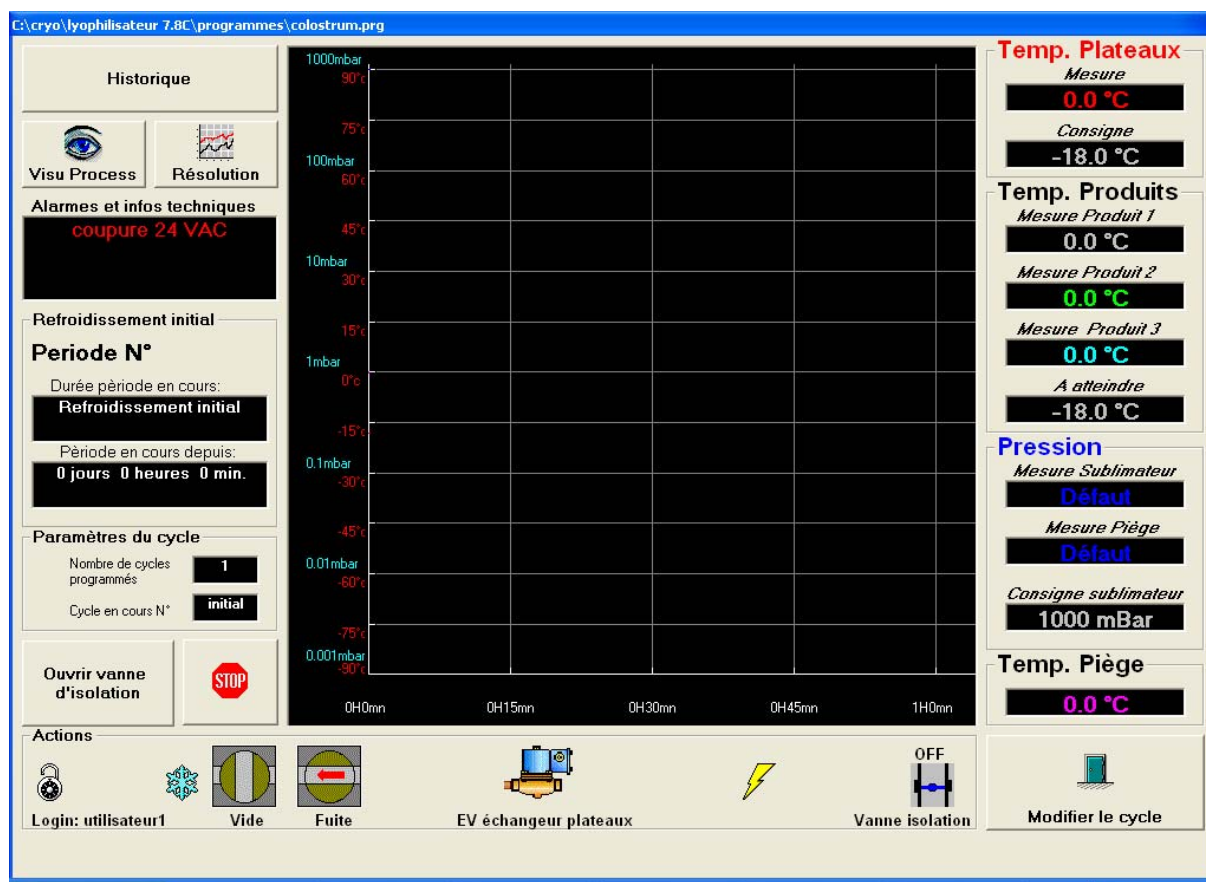 C:\cryo\lyophilisateur 7.8C\programmes\colostrum.prg
Historique
Visu Process
Résolution
Alarmes et infos techniques
coupure 24 VAC
Refroidissement initial
Periode N°
Durée pèriode en cours:
Refroidissement initial
Pèriode en cours depuis:
0 jours 0 heures 0 min.
Paramètres du cycle
Nombre de cycles
programmés
1
Cycle en cours N°
initial
Ouvrir vanne
d'isolation
STOP
1000mbar
90°c
75°c
100mbar
60°c
45°c
10mbar
30°c
15°c
1mbar
0°c
-15°c
0.1mbar
-30°c
-45°c
0.01mbar
-60°c
-75°c
0.001mbar
-90°c
0H0mn
0H15mn
0H30mn
0H45mn
1H0mn
Temp. Plateaux
Mesure
0.0 °C
Consigne
-18.0 °C
Temp. Produits
Mesure Produit 1
0.0 °C
Mesure Produit 2
0.0 °C
Mesure Produit 3
0.0 °C
A atteindre
-18.0 °C
Pression
Mesure Sublimateur
Défaut
Mesure Piège
Défaut
Consigne sublimateur
1000 mBar
Temp. Piège
0.0 °C
Actions
Login: utilisateur1
Vide
Fuite
EV échangeur plateaux
OFF
Vanne isolation
Modifier le cycle